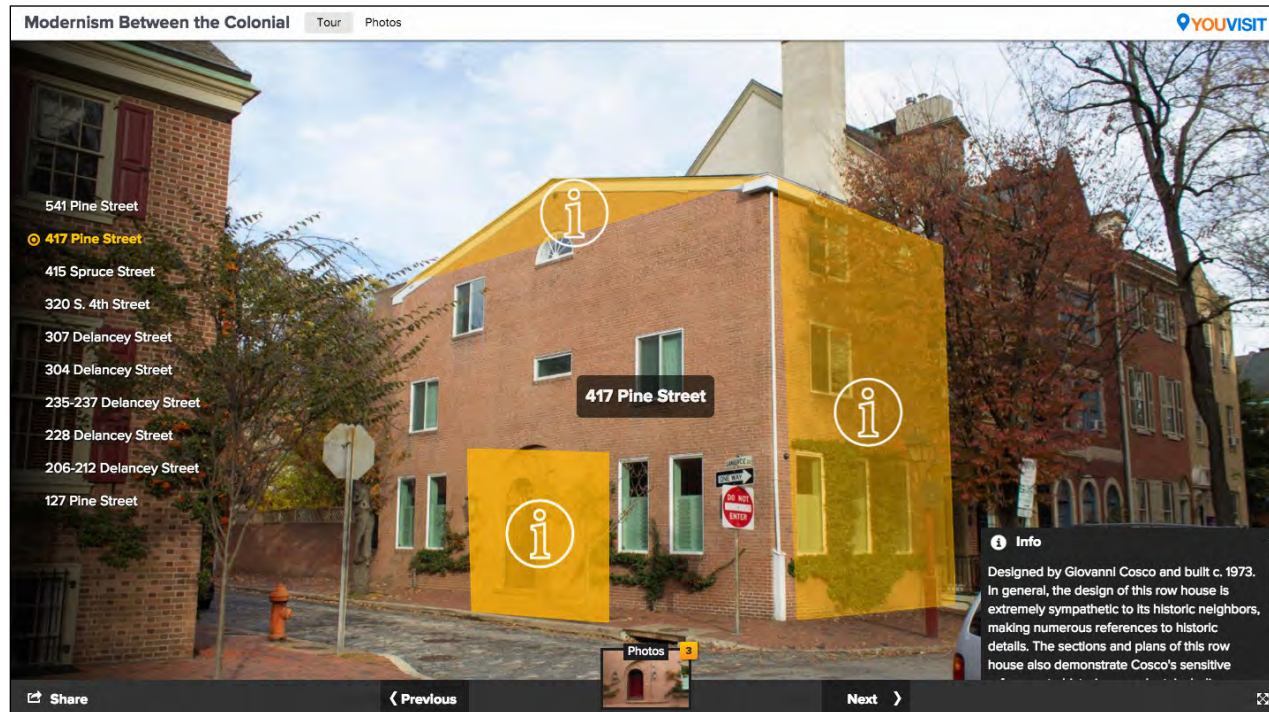 Modernism Between the Colonial
Tour
Photos
YOUVISIT
541 Pine Street
417 Pine Street
415 Spruce Street
320 S. 4th Street
307 Delancey Street
304 Delancey Street
235-237 Delancey Street
228 Delancey Street
206-212 Delancey Street
127 Pine Street
417 Pine Street
ONE WAY
DO NOT
ENTER
Info
Designed by Giovanni Cosco and built c. 1973.
In general, the design of this row house is
extremely sympathetic to its historic neighbors,
making numerous references to historic
details. The sections and plans of this row
house also demonstrate Cosco's sensitive
Photos 3
Share
Previous
Next